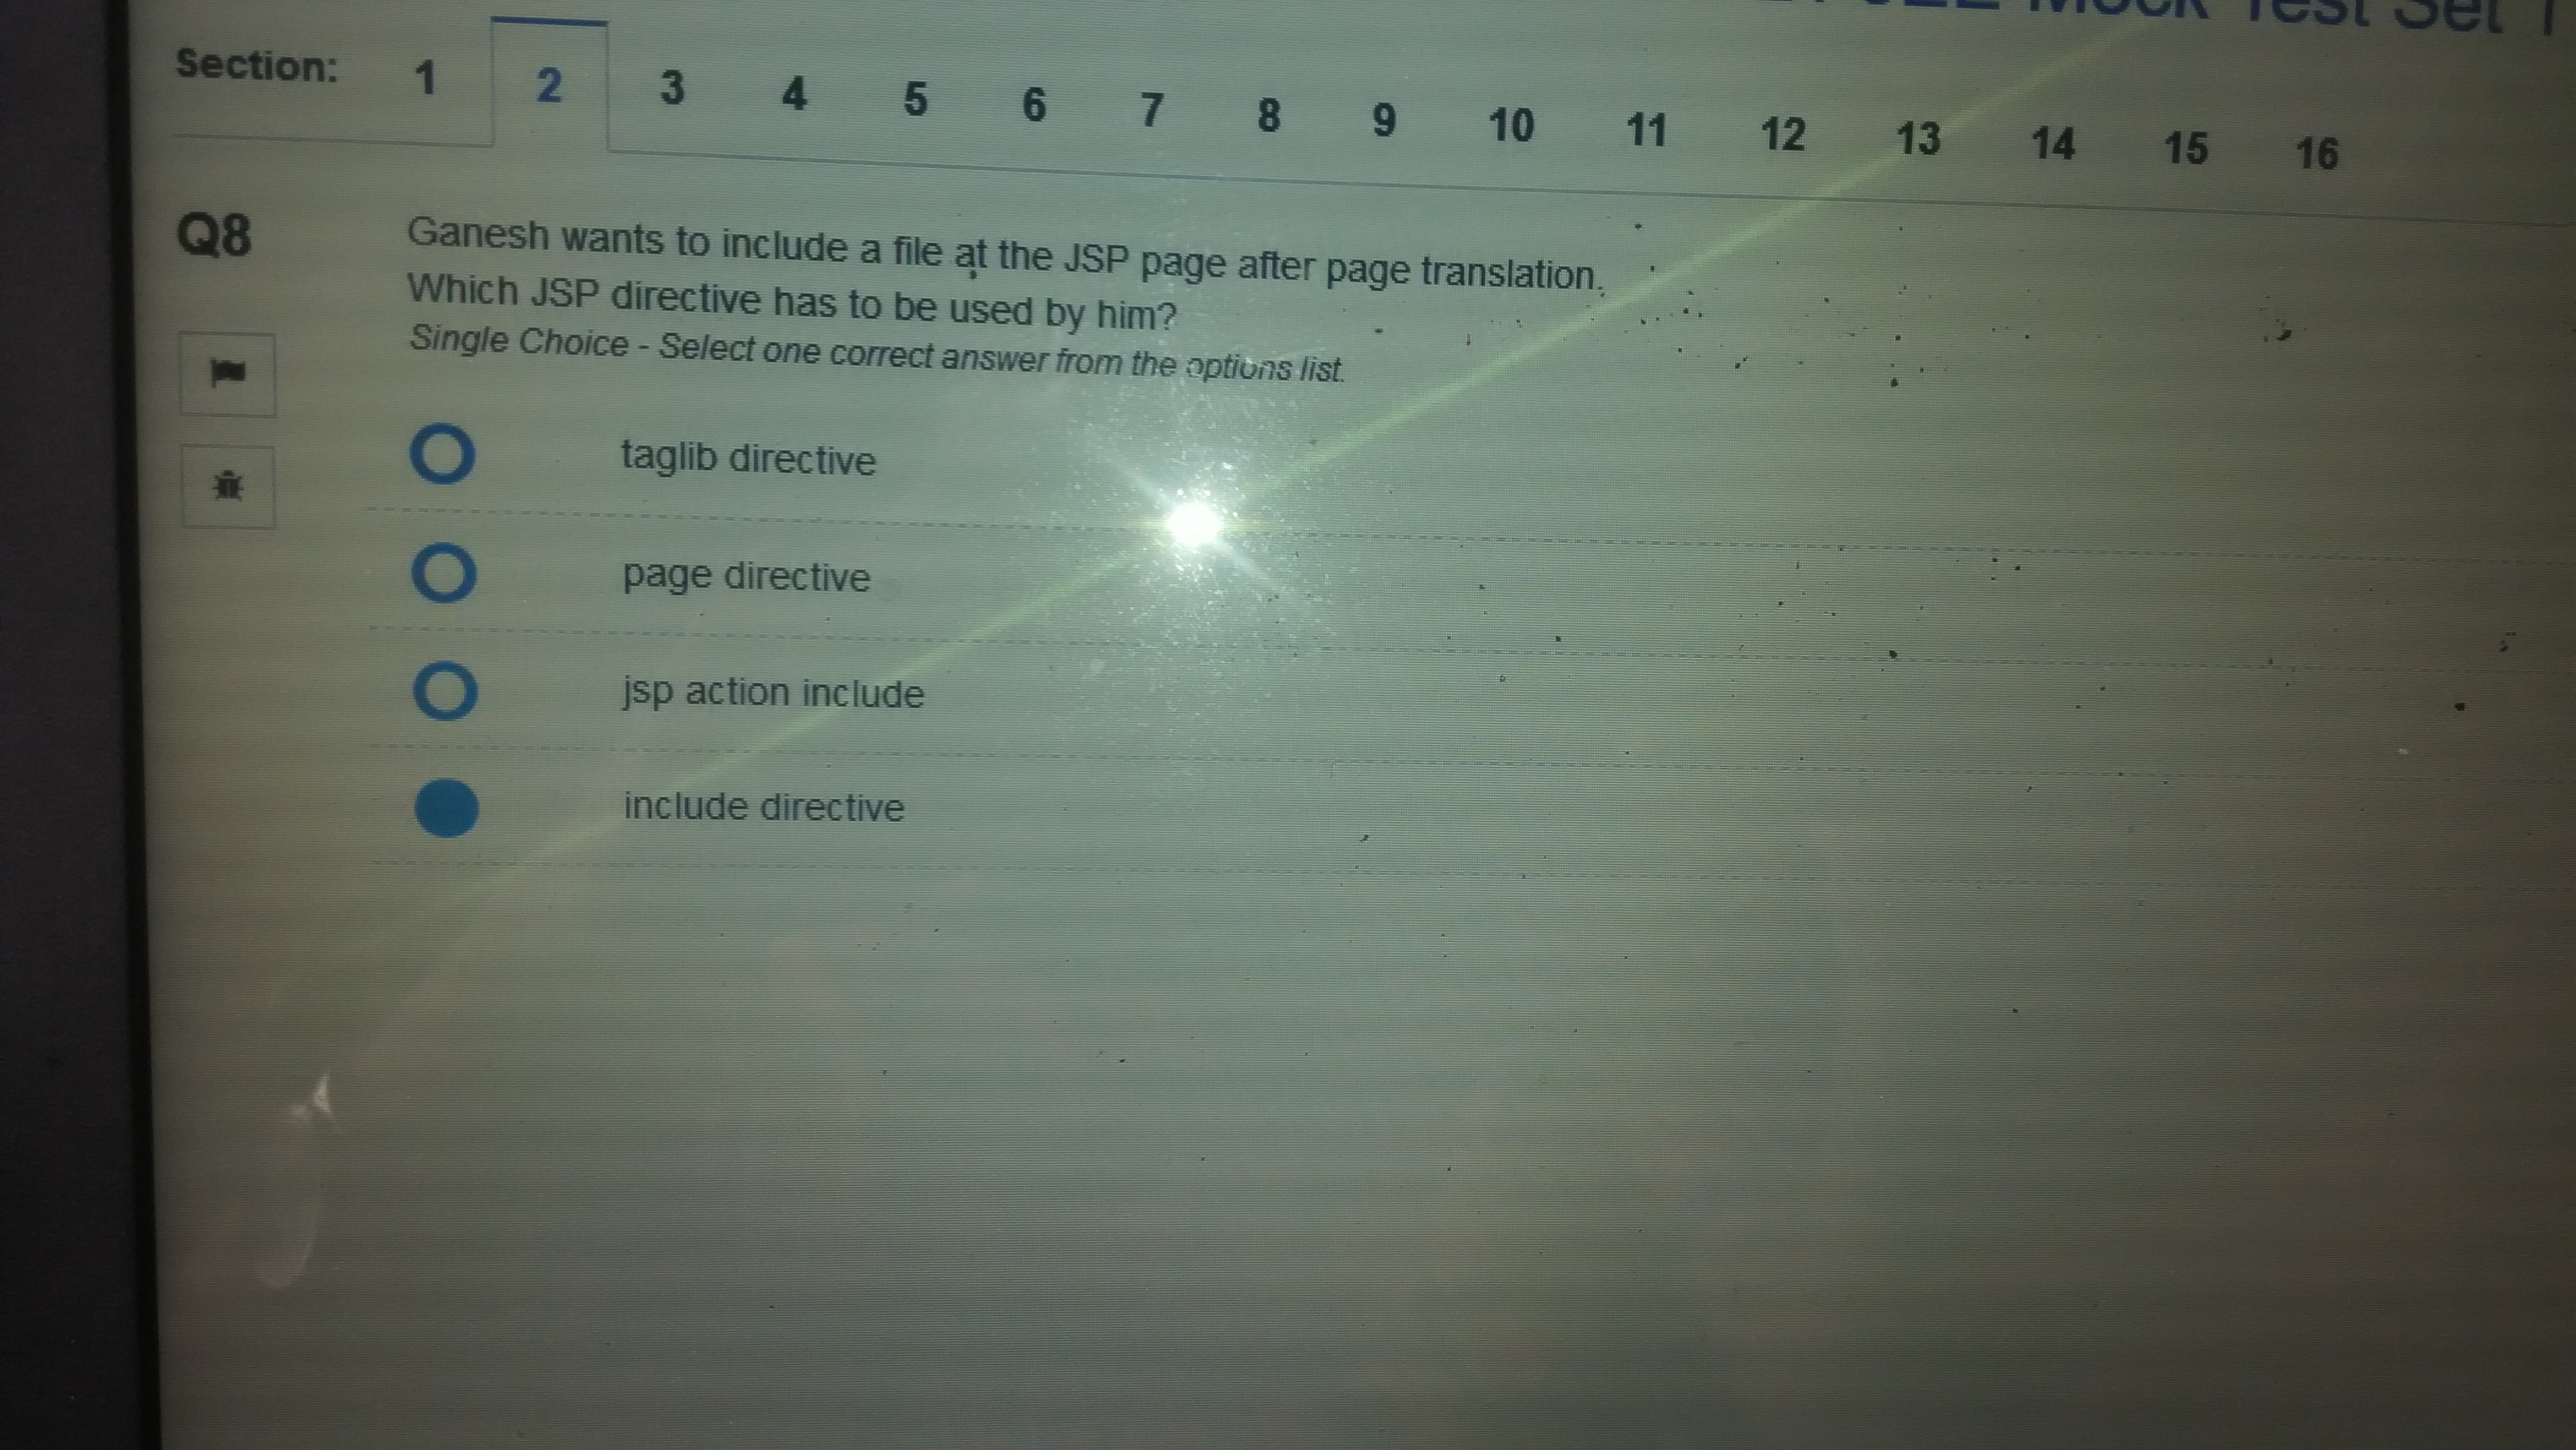 Mock Test Set 1
Section: 1 2 3 4 5 6 7 8 9 10 11 12 13 14 15 16
Q8 Ganesh wants to include a file at the JSP page after page translation.
Which JSP directive has to be used by him?
Single Choice - Select one correct answer from the options list.
taglib directive
page directive
jsp action include
include directive